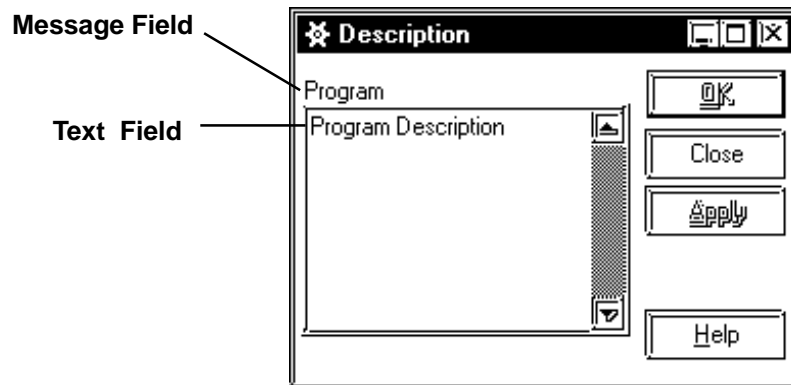 Message Field
Description
Program
OK
Text Field
Program Description
Close
Apply
Help